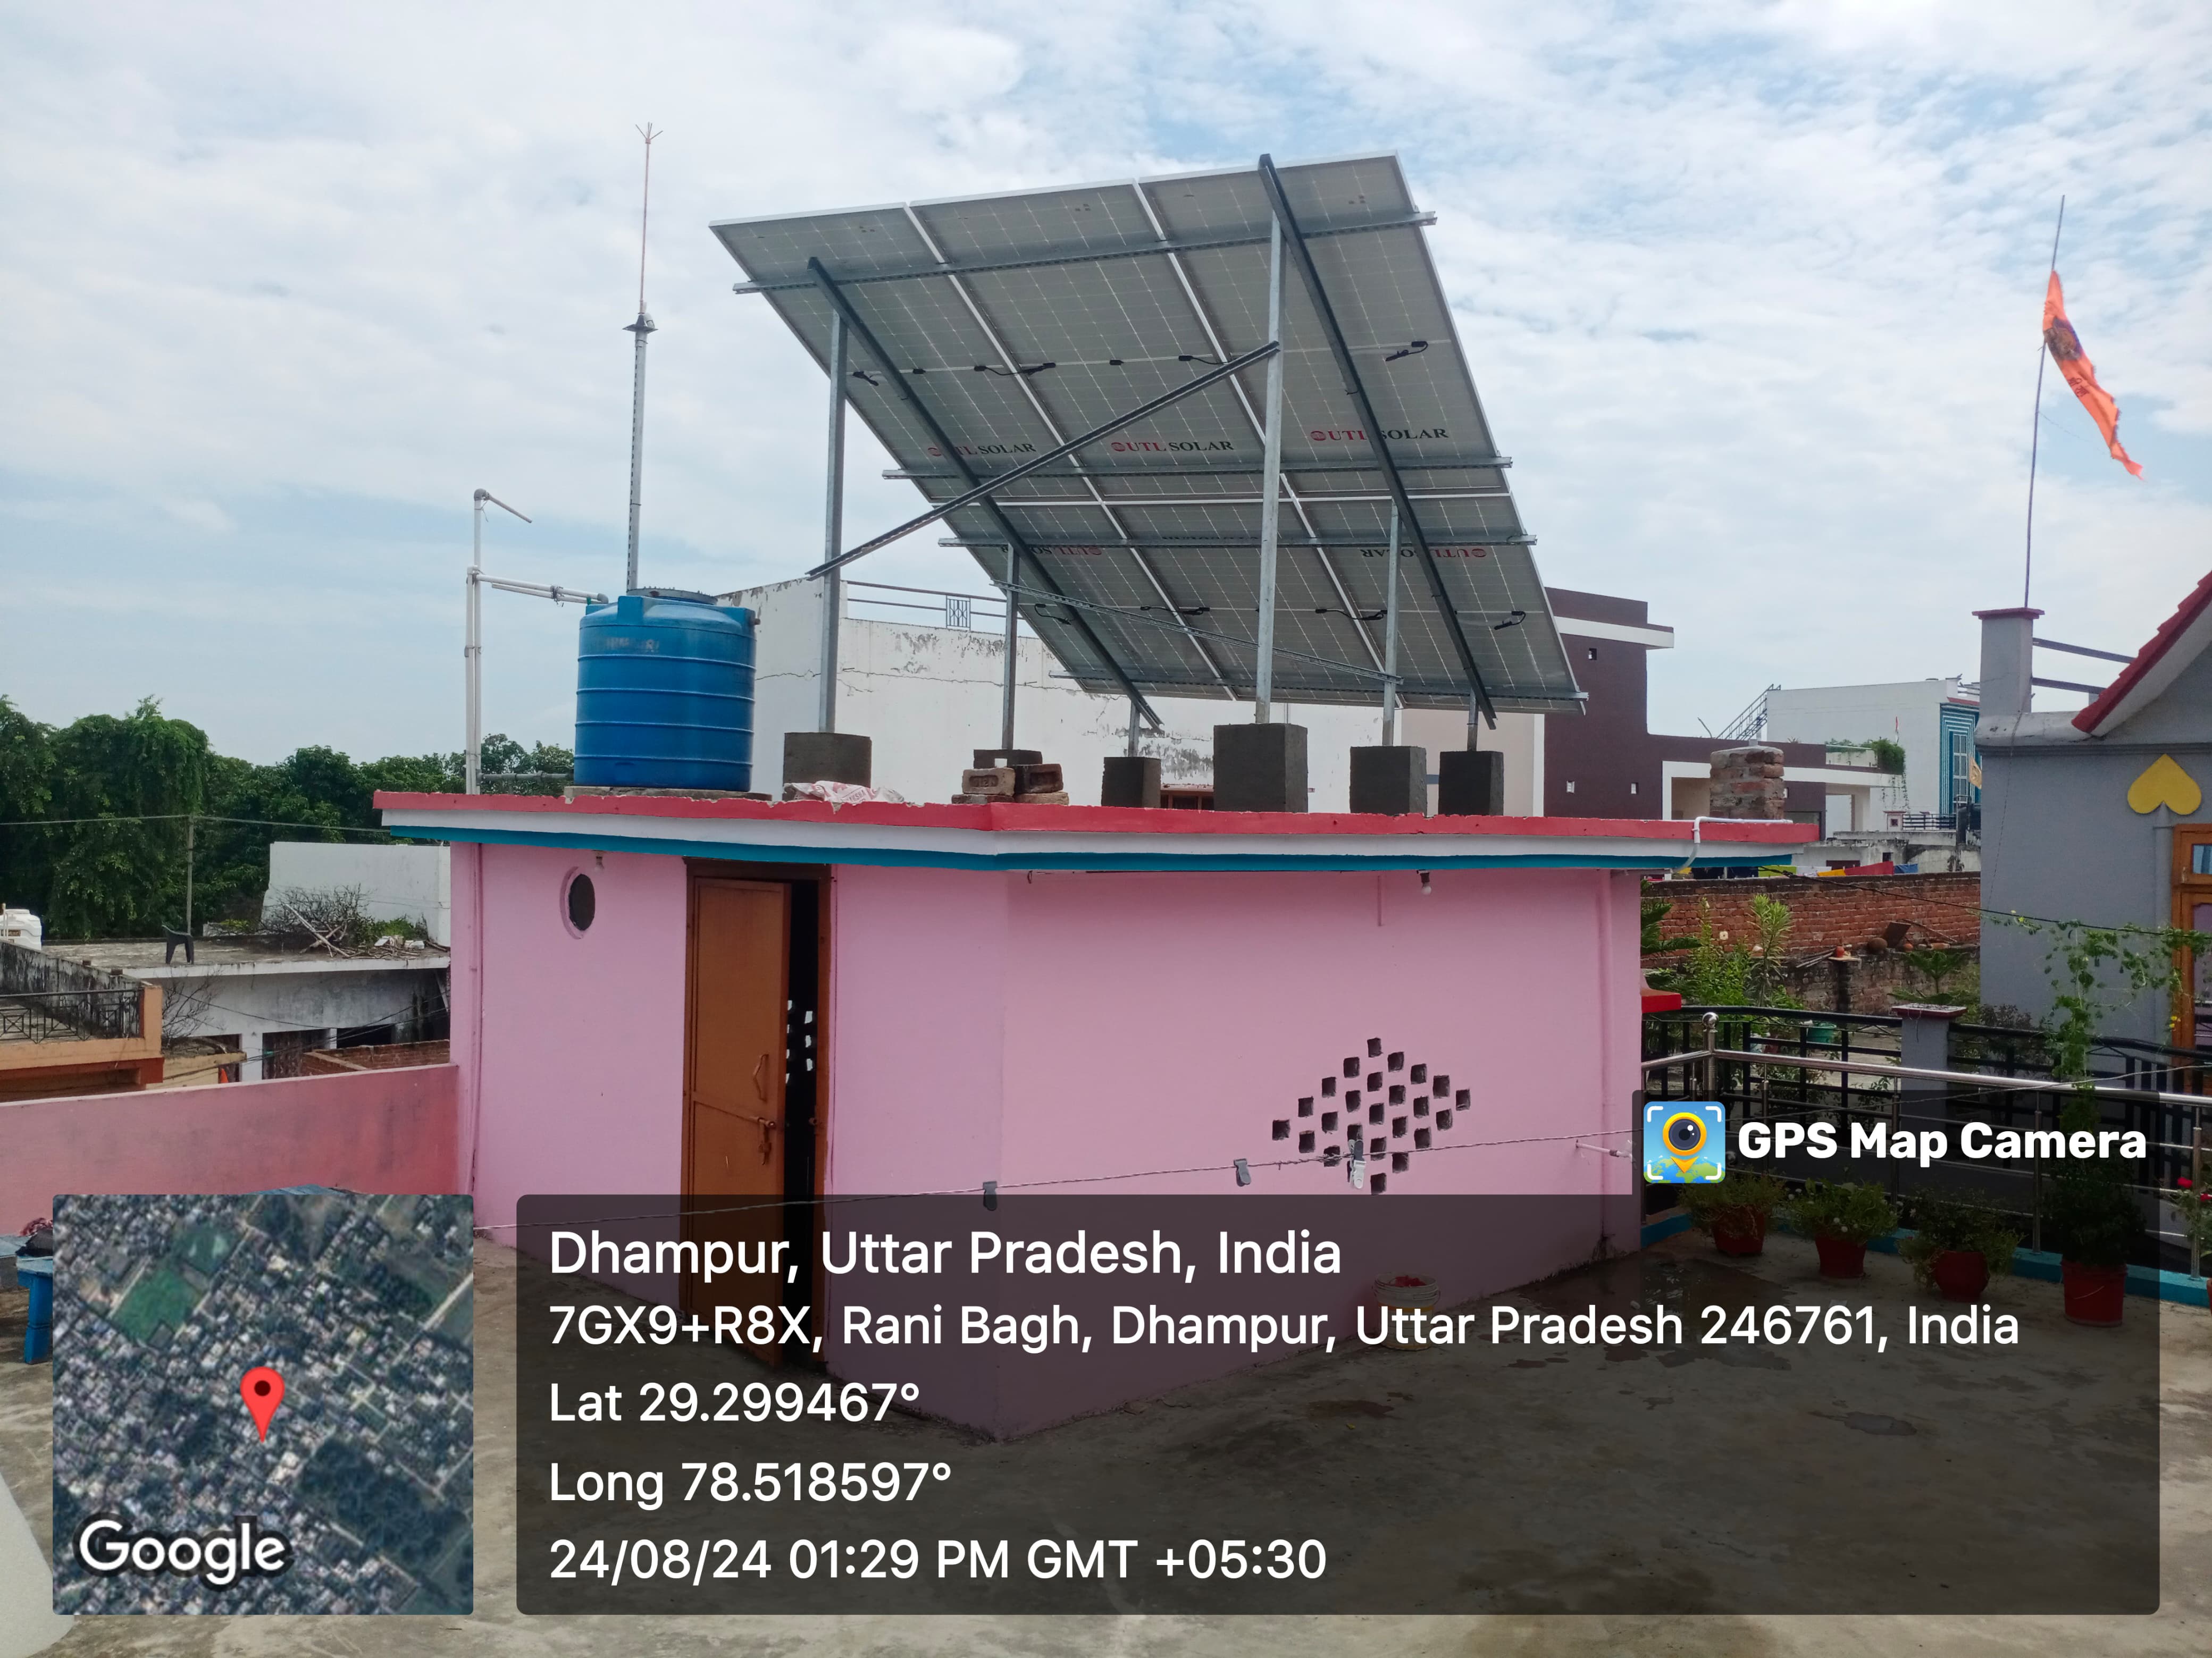 UTL SOLAR
UTL SOLAR
UTL SOLAR
GPS Map Camera
Dhampur, Uttar Pradesh, India
7GX9+R8X, Rani Bagh, Dhampur, Uttar Pradesh 246761, India
Lat 29.299467°
Long 78.518597°
24/08/24 01:29 PM GMT +05:30
Google